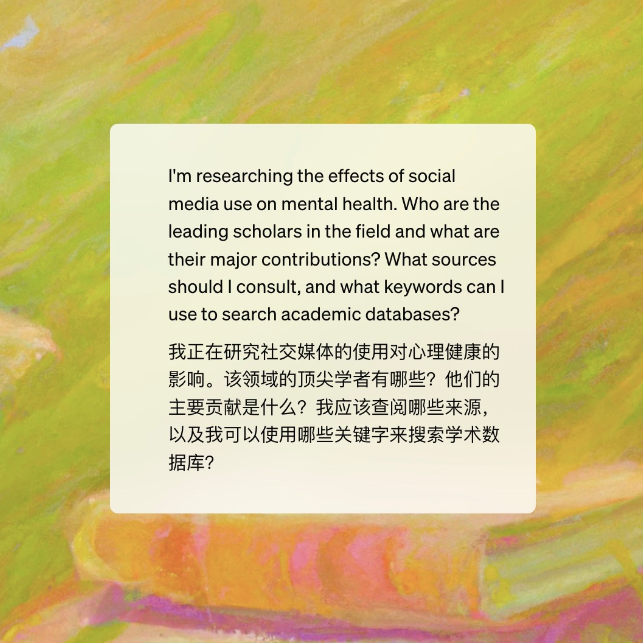 I'm researching the effects of social
media use on mental health. Who are the
leading scholars in the field and what are
their major contributions? What sources
should I consult, and what keywords can I
use to search academic databases?
我正在研究社交媒体的使用对心理健康的
影响。该领域的顶尖学者有哪些？他们的
主要贡献是什么？我应该查阅哪些来源，
以及我可以使用哪些关键字来搜索学术数
据库？